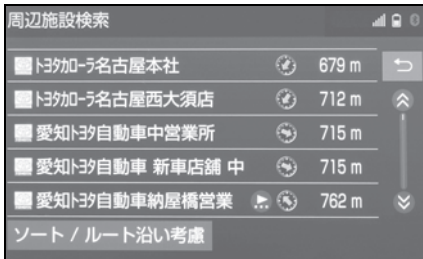 周辺施設検索
トヨタカローラ名古屋本社 679 m
トヨタカローラ名古屋西大須店 712 m
愛知トヨタ自動車中営業所 715 m
愛知トヨタ自動車 新車店舗 中 715 m
愛知トヨタ自動車納屋橋営業 762 m
ソート / ルート沿い考慮